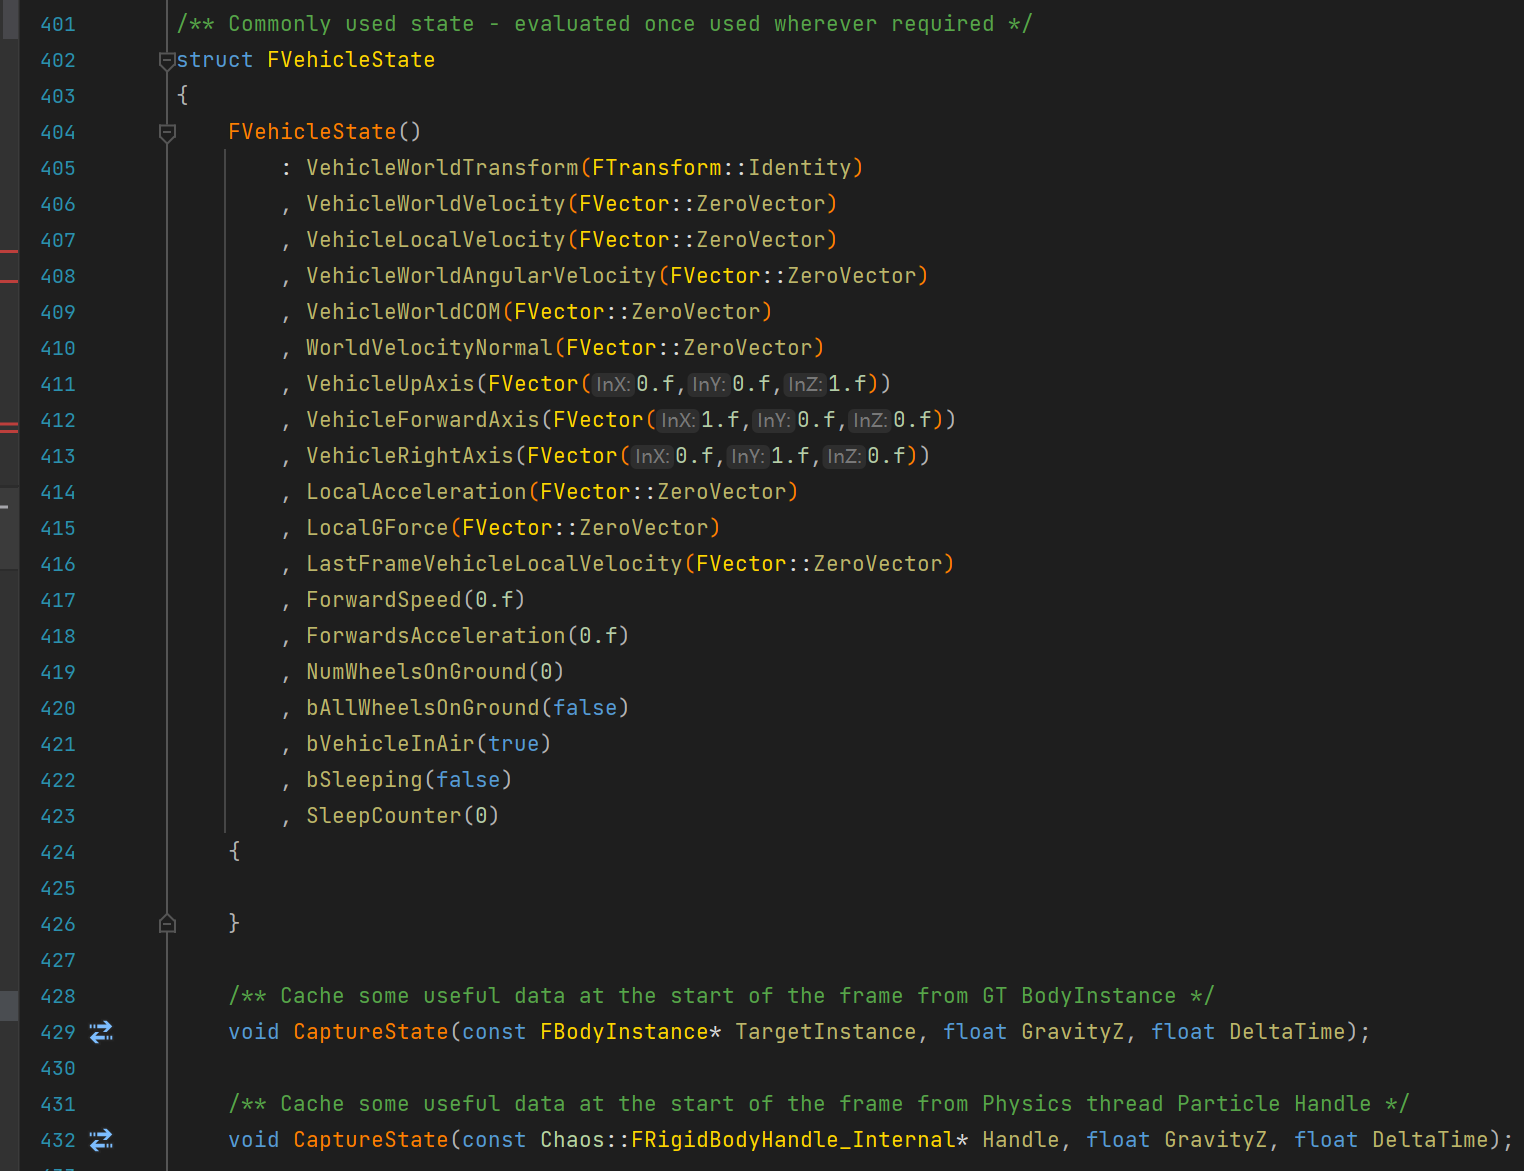 401 /** Commonly used state - evaluated once used wherever required */
402 struct FVehicleState
403 {
404 FVehicleState()
405 : VehicleWorldTransform(FTransform::Identity)
406 , VehicleWorldVelocity(FVector::ZeroVector)
407 , VehicleLocalVelocity(FVector::ZeroVector)
408 , VehicleWorldAngularVelocity(FVector::ZeroVector)
409 , VehicleWorldCOM(FVector::ZeroVector)
410 , WorldVelocityNormal(FVector::ZeroVector)
411 , VehicleUpAxis(FVector(InX:0.f,InY:0.f,InZ:1.f))
412 , VehicleForwardAxis(FVector(InX:1.f,InY:0.f,InZ:0.f))
413 , VehicleRightAxis(FVector(InX:0.f,InY:1.f,InZ:0.f))
414 , LocalAcceleration(FVector::ZeroVector)
415 , LocalGForce(FVector::ZeroVector)
416 , LastFrameVehicleLocalVelocity(FVector::ZeroVector)
417 , ForwardSpeed(0.f)
418 , ForwardsAcceleration(0.f)
419 , NumWheelsOnGround(0)
420 , bAllWheelsOnGround(false)
421 , bVehicleInAir(true)
422 , bSleeping(false)
423 , SleepCounter(0)
424 {
425
426 }
427
428 /** Cache some useful data at the start of the frame from GT BodyInstance */
429 void CaptureState(const FBodyInstance* TargetInstance, float GravityZ, float DeltaTime);
430
431 /** Cache some useful data at the start of the frame from Physics thread Particle Handle */
432 void CaptureState(const Chaos::FRigidBodyHandle_Internal* Handle, float GravityZ, float DeltaTime);